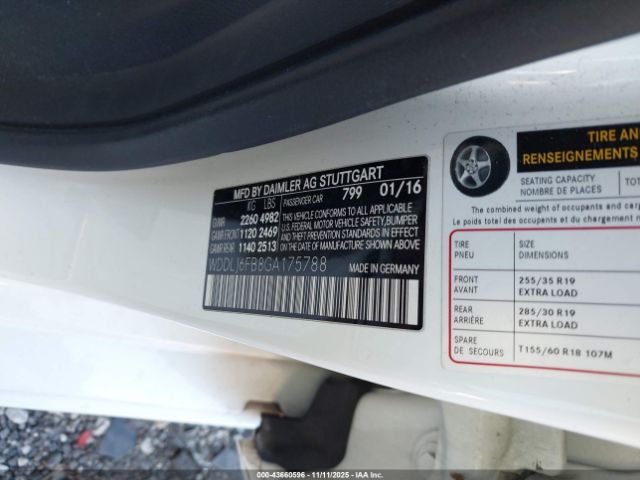 MFD BY DAIMLER AG STUTTGART
KG LBS PASSENGER CAR 799 01/16
GVWR 2260 4982
GAWR FRONT 1120 2469
GAWR REAR 1140 2513
THIS VEHICLE CONFORMS TO ALL APPLICABLE
U.S. FEDERAL MOTOR VEHICLE SAFETY, BUMPER
AND THEFT PREVENTION STANDARDS IN EFFECT
ON THE DATE OF MANUFACTURE SHOWN ABOVE.
WDDLJ6FB8GA175788 MADE IN GERMANY
TIRE AN
RENSEIGNEMENTS
SEATING CAPACITY
NOMBRE DE PLACES
The combined weight of occupants and cargo
Le poids total des occupants et du chargement
TIRE
PNEU
SIZE
DIMENSIONS
FRONT
AVANT
255/35 R19
EXTRA LOAD
REAR
ARRIÈRE
285/30 R19
EXTRA LOAD
SPARE
DE SECOURS
T155/60 R18 107M
000-43660596 - 11/11/2025 - COPYRIGHT IAA, LLC.